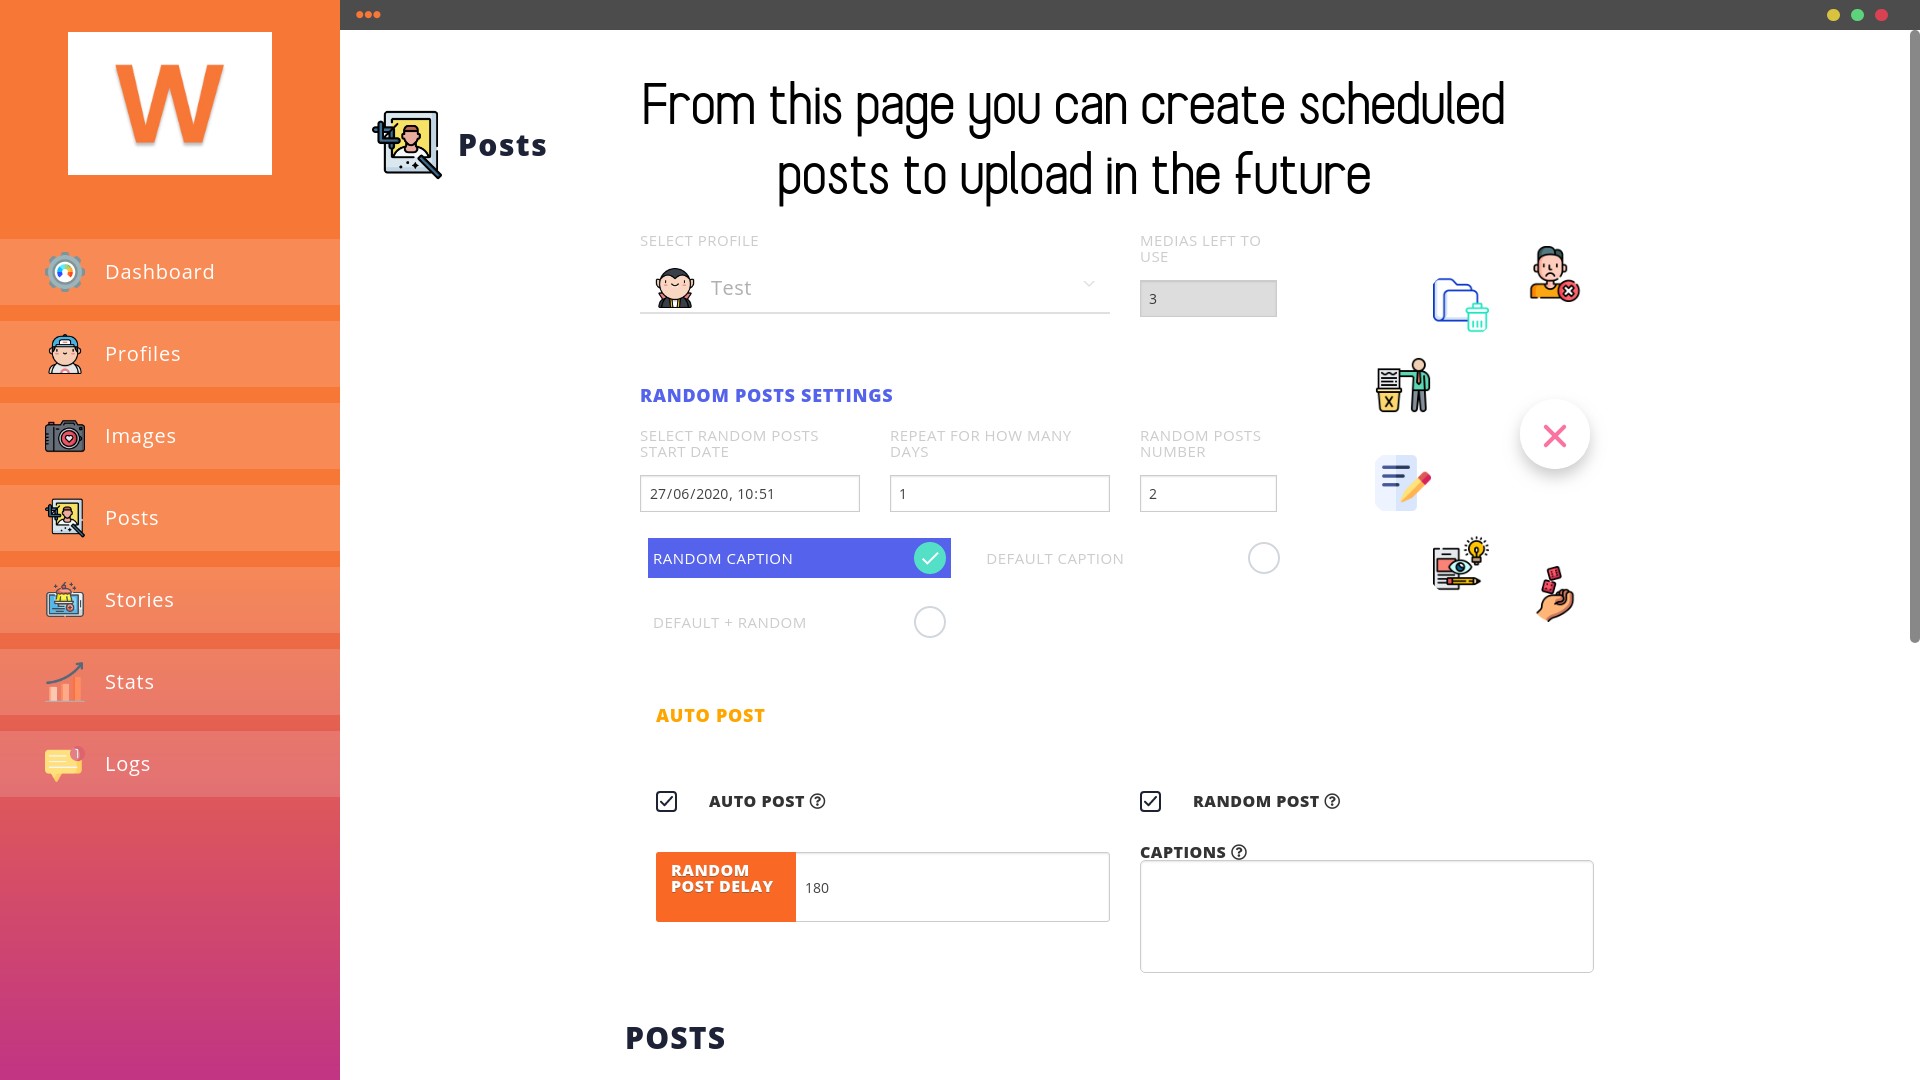 W
Dashboard
Profiles
Images
Posts
Stories
Stats
1
Logs
Posts
From this page you can create scheduled
posts to upload in the future
SELECT PROFILE
Test
MEDIAS LEFT TO
USE
3
RANDOM POSTS SETTINGS
SELECT RANDOM POSTS
START DATE
27/06/2020, 10:51
REPEAT FOR HOW MANY
DAYS
1
RANDOM POSTS
NUMBER
2
RANDOM CAPTION
DEFAULT CAPTION
DEFAULT + RANDOM
AUTO POST
AUTO POST ?
RANDOM POST ?
RANDOM
POST DELAY
180
CAPTIONS ?
POSTS